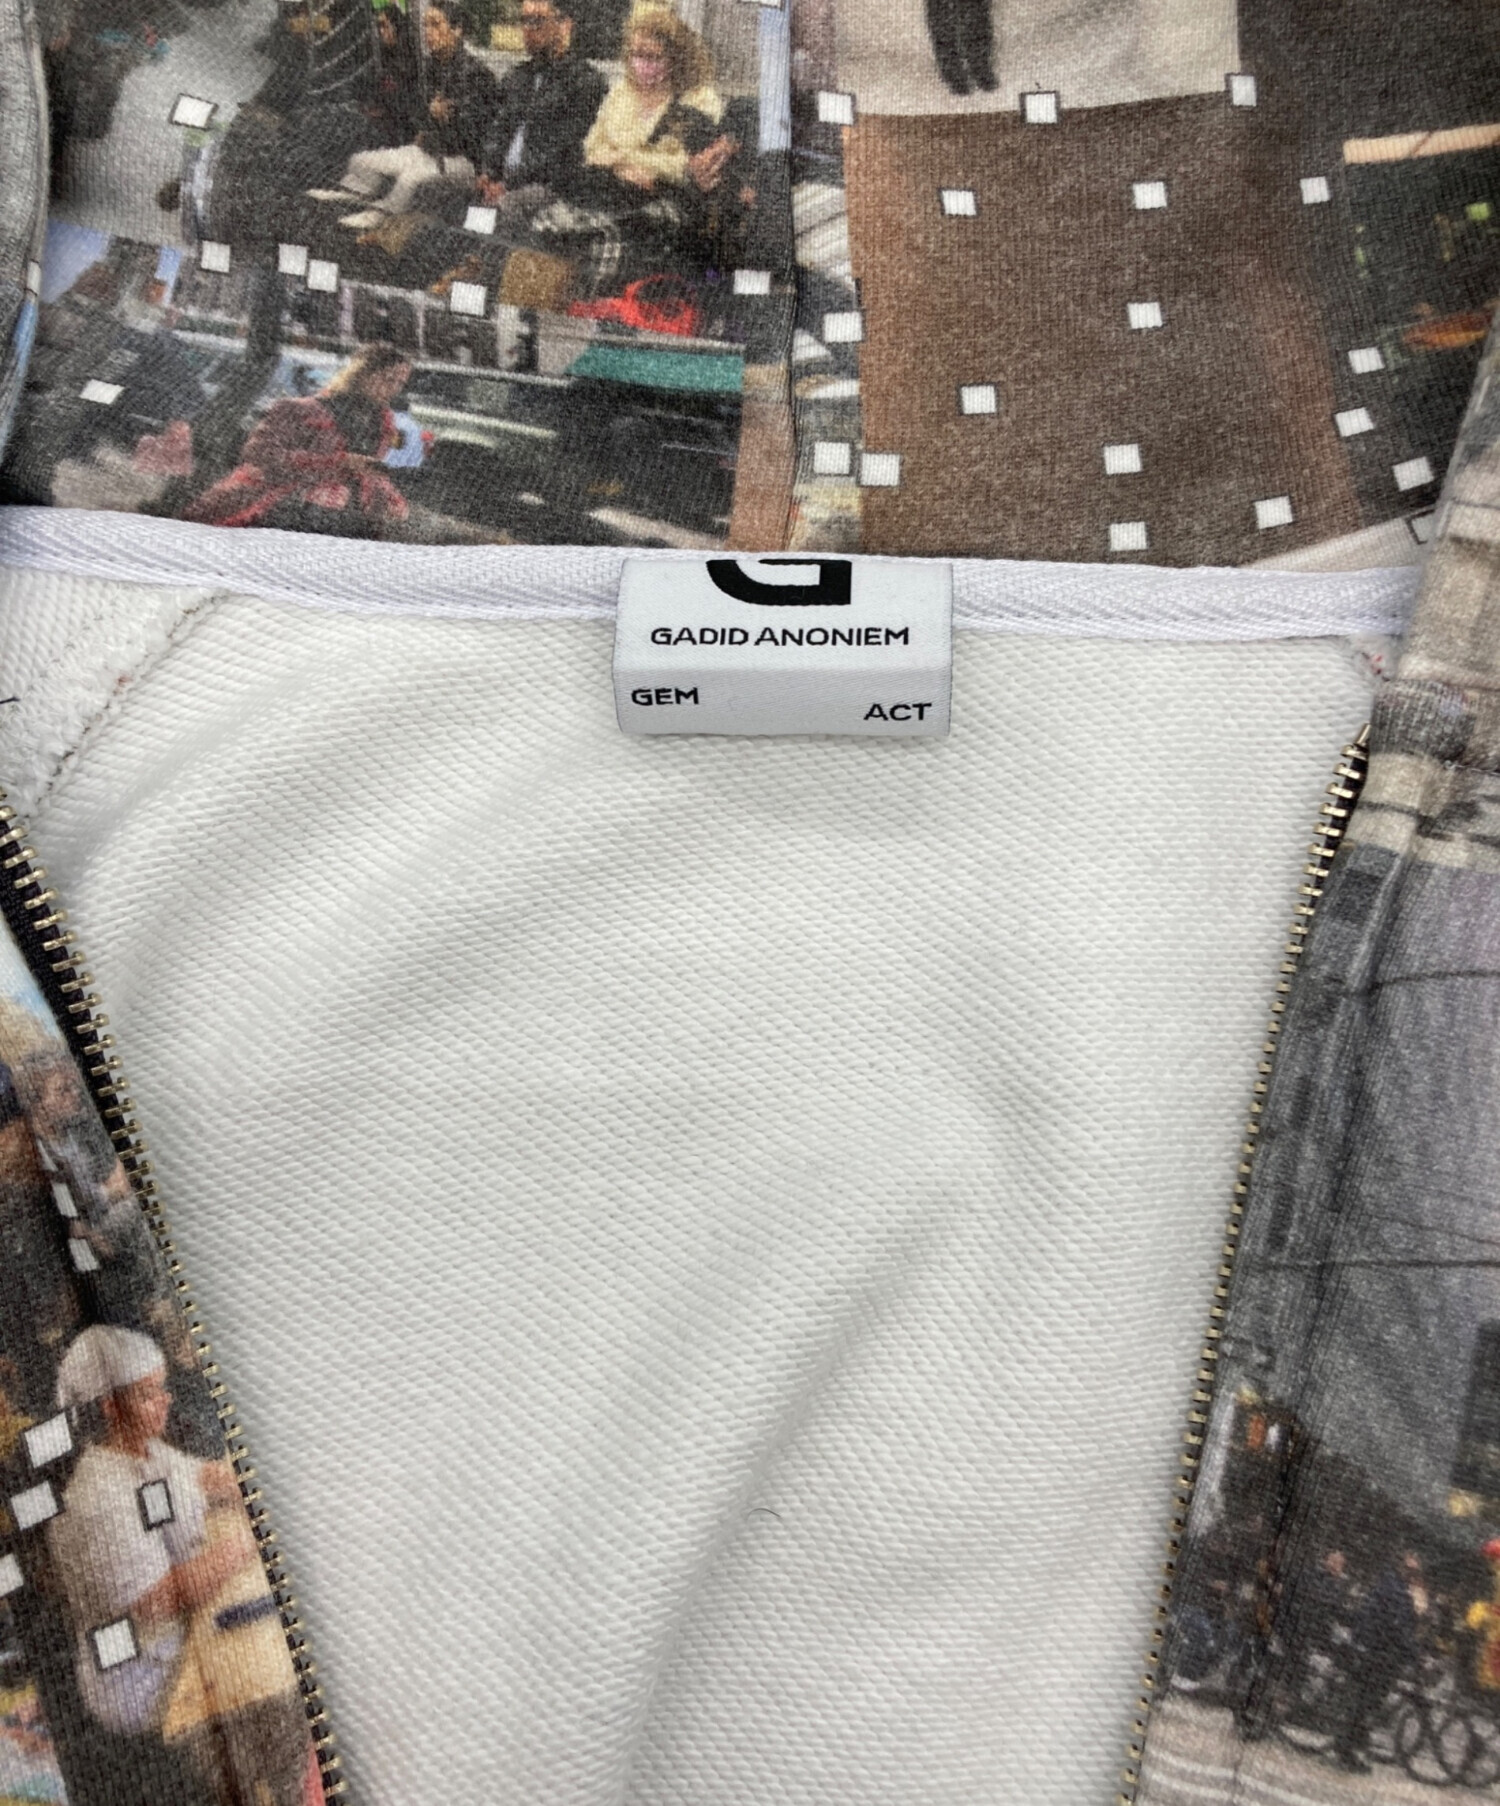 G
GADID ANONIEM
GEM ACT